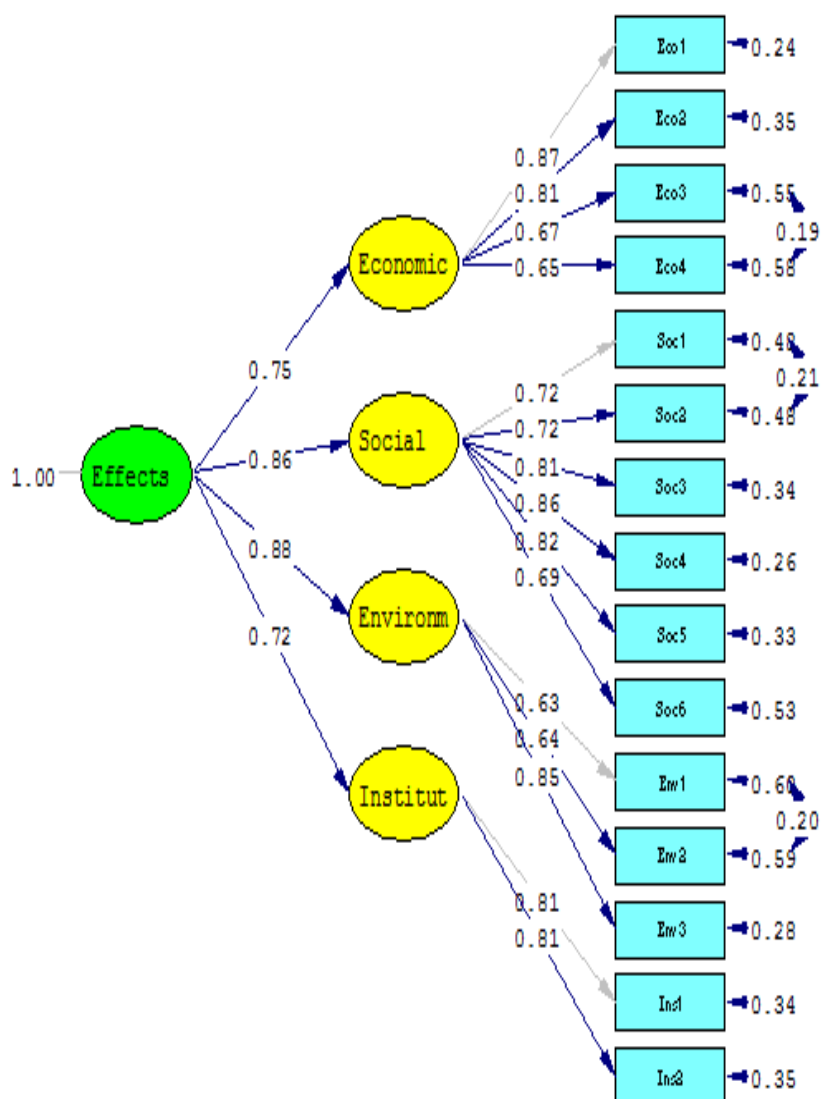 Eco1
0.24
Eco2
0.35
0.87
0.81
Eco3
0.55
0.67
0.19
Economic
0.65
Eco4
0.58
Soc1
0.48
0.75
0.21
0.72
Soc2
0.48
0.72
Social
0.86
0.81
1.00
Effects
Soc3
0.34
0.86
0.88
0.82
Soc4
0.26
0.69
Environm
0.72
Soc5
0.33
0.63
Soc6
0.53
0.64
0.85
Env1
0.60
Institut
0.20
Env2
0.59
0.81
Env3
0.28
0.81
Ins1
0.34
Ins2
0.35